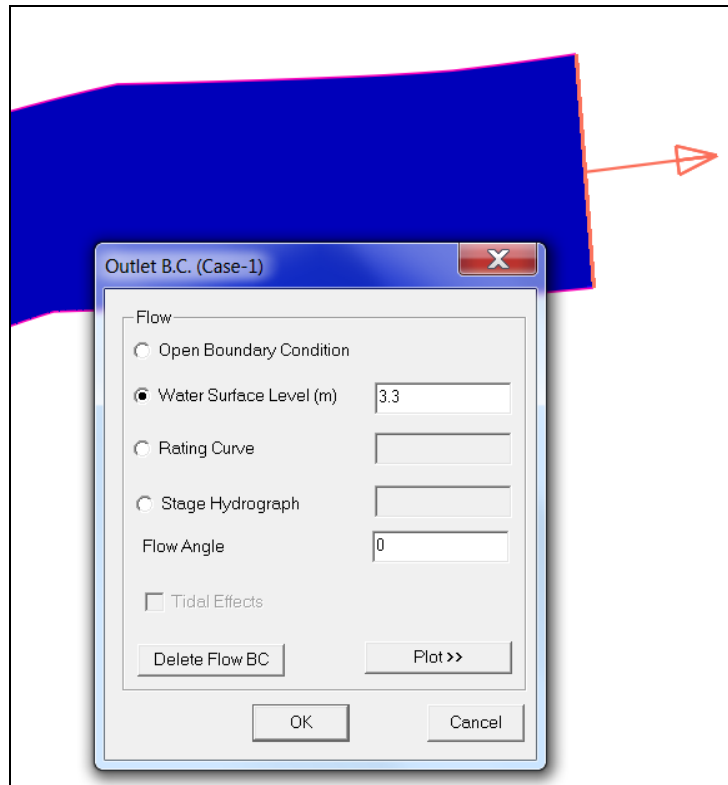 Outlet B.C. (Case-1)
Flow
Open Boundary Condition
Water Surface Level (m) 3.3
Rating Curve
Stage Hydrograph
Flow Angle 0
Tidal Effects
Delete Flow BC Plot >>
OK Cancel